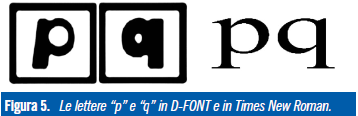 p q pq
Figura 5. Le lettere “p” e “q” in D-FONT e in Times New Roman.